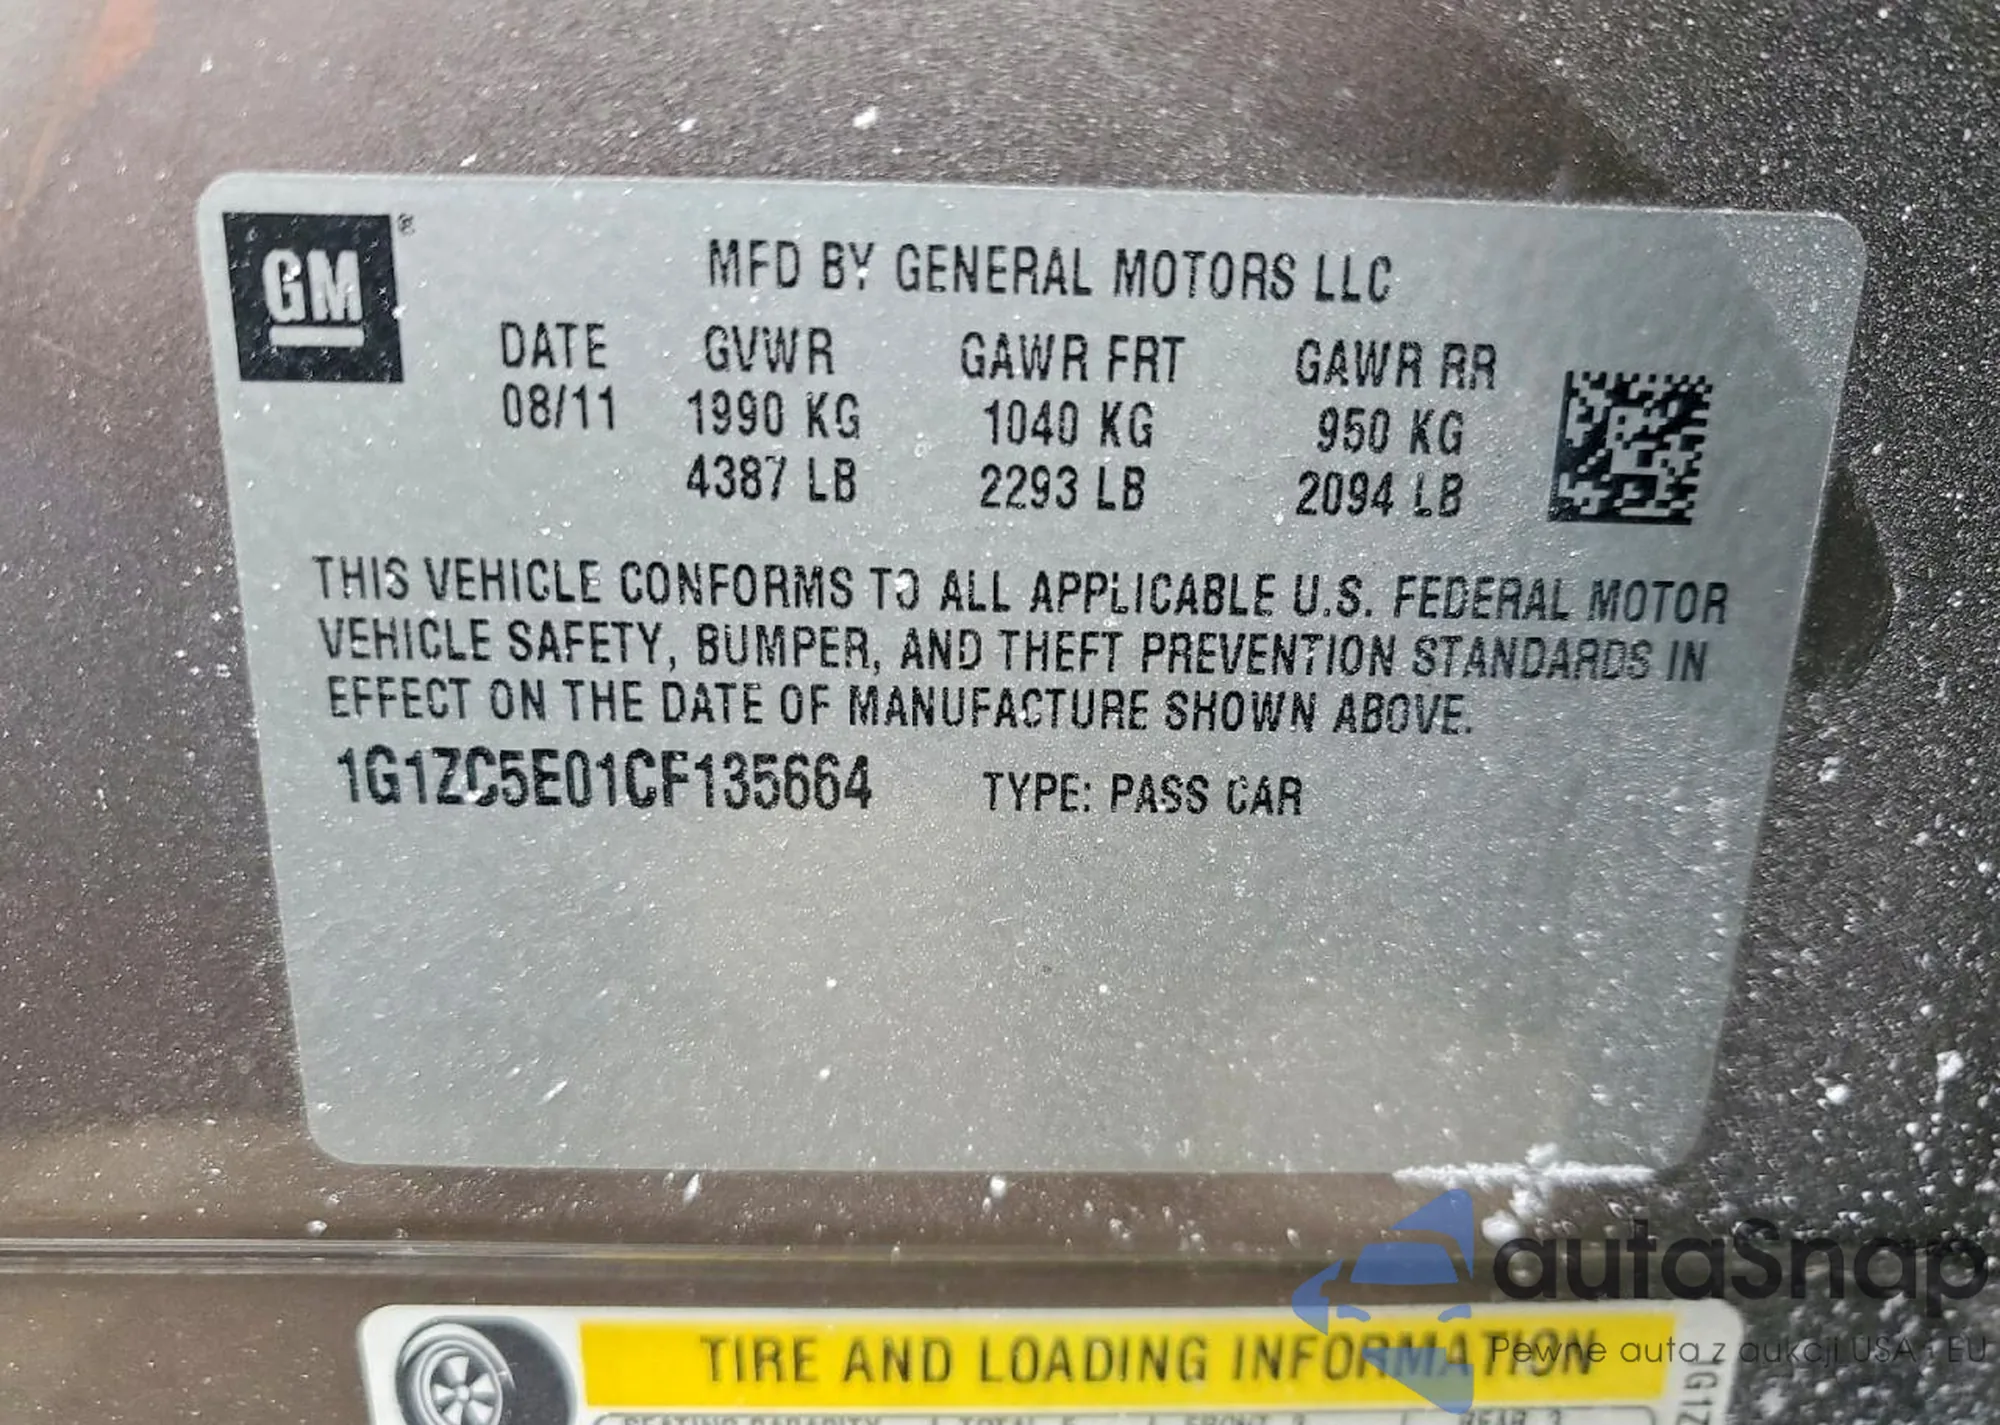 GM ®
MFD BY GENERAL MOTORS LLC
DATE GVWR GAWR FRT GAWR RR
08/11 1990 KG 1040 KG 950 KG
4387 LB 2293 LB 2094 LB
THIS VEHICLE CONFORMS TO ALL APPLICABLE U.S. FEDERAL MOTOR
VEHICLE SAFETY, BUMPER, AND THEFT PREVENTION STANDARDS IN
EFFECT ON THE DATE OF MANUFACTURE SHOWN ABOVE.
1G1ZC5E01CF135664 TYPE: PASS CAR
autaSnap
Pewne auta z aukcji USA i EU
TIRE AND LOADING INFORMATION
1G1Z